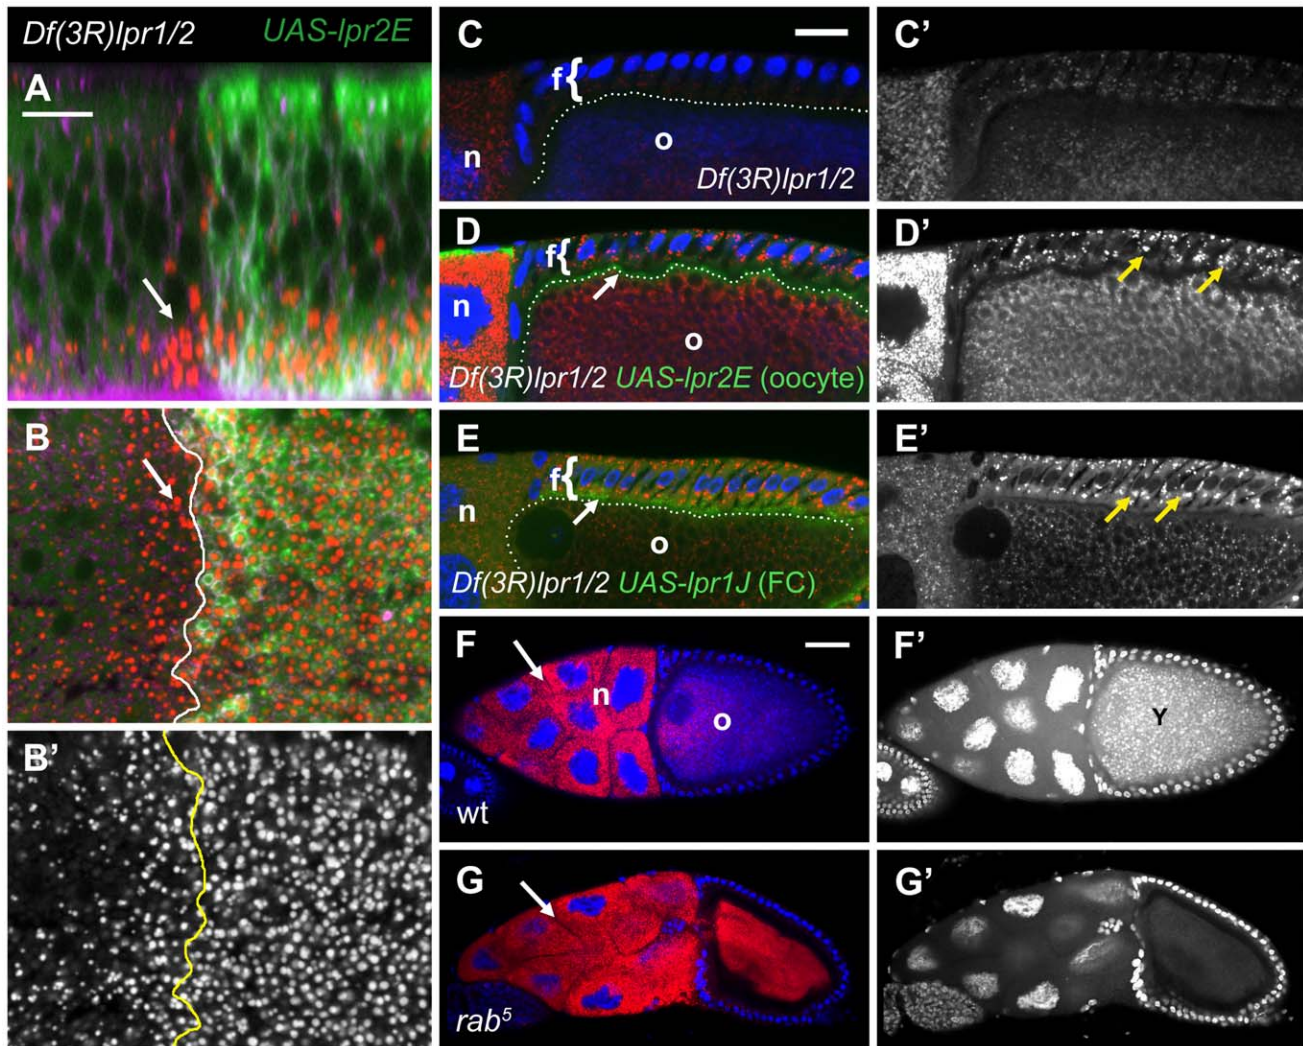 Df(3R)lpr1/2 UAS-lpr2E
A
B
B’
C
f{
n
o
Df(3R)lpr1/2
C’
D
f{
n
o
Df(3R)lpr1/2 UAS-lpr2E (oocyte)
D’
E
f{
n
o
Df(3R)lpr1/2 UAS-lpr1J (FC)
E’
F
n
o
wt
F’
Y
G
rab⁵
G’